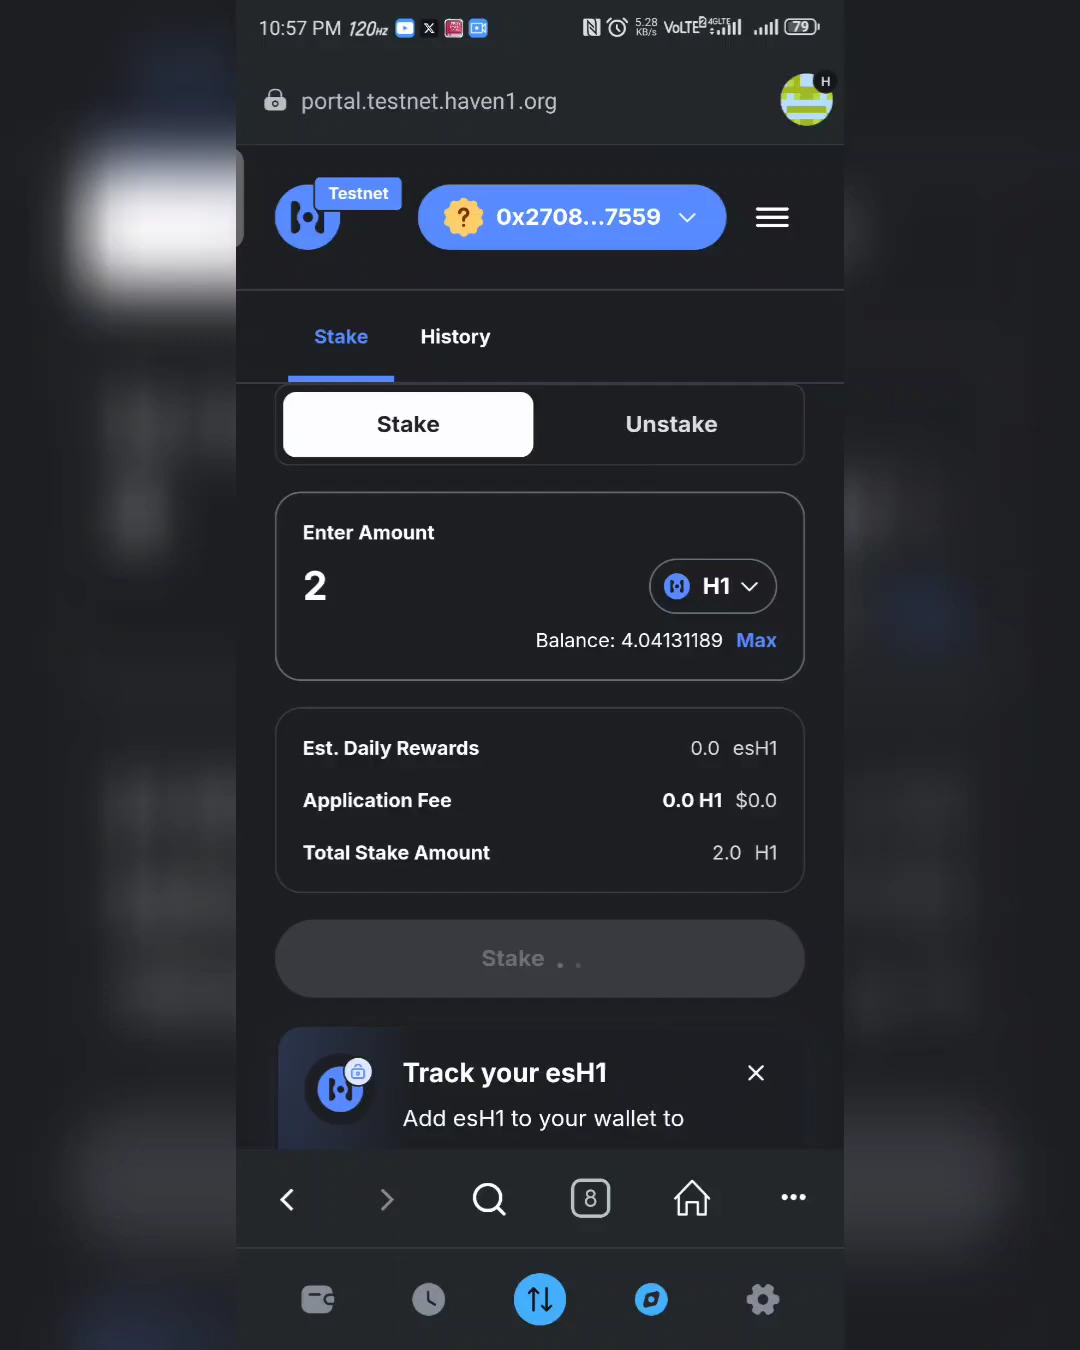 10:57 PM 120HZ X 5.28 KB/s VoLTE 2 4GLTE 79
portal.testnet.haven1.org H
Testnet
? 0x2708...7559
Stake History
Stake Unstake
Enter Amount
2 H1
Balance: 4.04131189 Max
Est. Daily Rewards 0.0 esH1
Application Fee 0.0 H1 $0.0
Total Stake Amount 2.0 H1
Stake . .
Track your esH1
Add esH1 to your wallet to
8